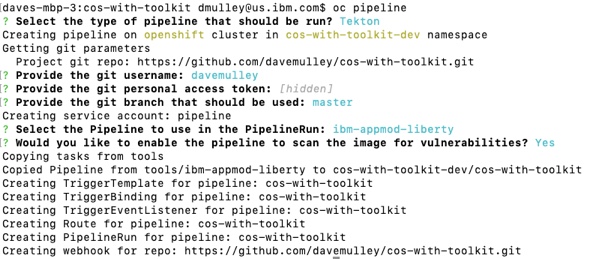 [daves-mbp-3:cos-with-toolkit dmulley@us.ibm.com$ oc pipeline
? Select the type of pipeline that should be run? Tekton
Creating pipeline on openshift cluster in cos-with-toolkit-dev namespace
Getting git parameters
Project git repo: https://github.com/davemulley/cos-with-toolkit.git
[? Provide the git username: davemulley
[? Provide the git personal access token: [hidden]
[? Provide the git branch that should be used: master
Creating service account: pipeline
? Select the Pipeline to use in the PipelineRun: ibm-appmod-liberty
[? Would you like to enable the pipeline to scan the image for vulnerabilities? Yes
Copying tasks from tools
Copied Pipeline from tools/ibm-appmod-liberty to cos-with-toolkit-dev/cos-with-toolkit
Creating TriggerTemplate for pipeline: cos-with-toolkit
Creating TriggerBinding for pipeline: cos-with-toolkit
Creating TriggerEventListener for pipeline: cos-with-toolkit
Creating Route for pipeline: cos-with-toolkit
Creating PipelineRun for pipeline: cos-with-toolkit
Creating webhook for repo: https://github.com/davemulley/cos-with-toolkit.git